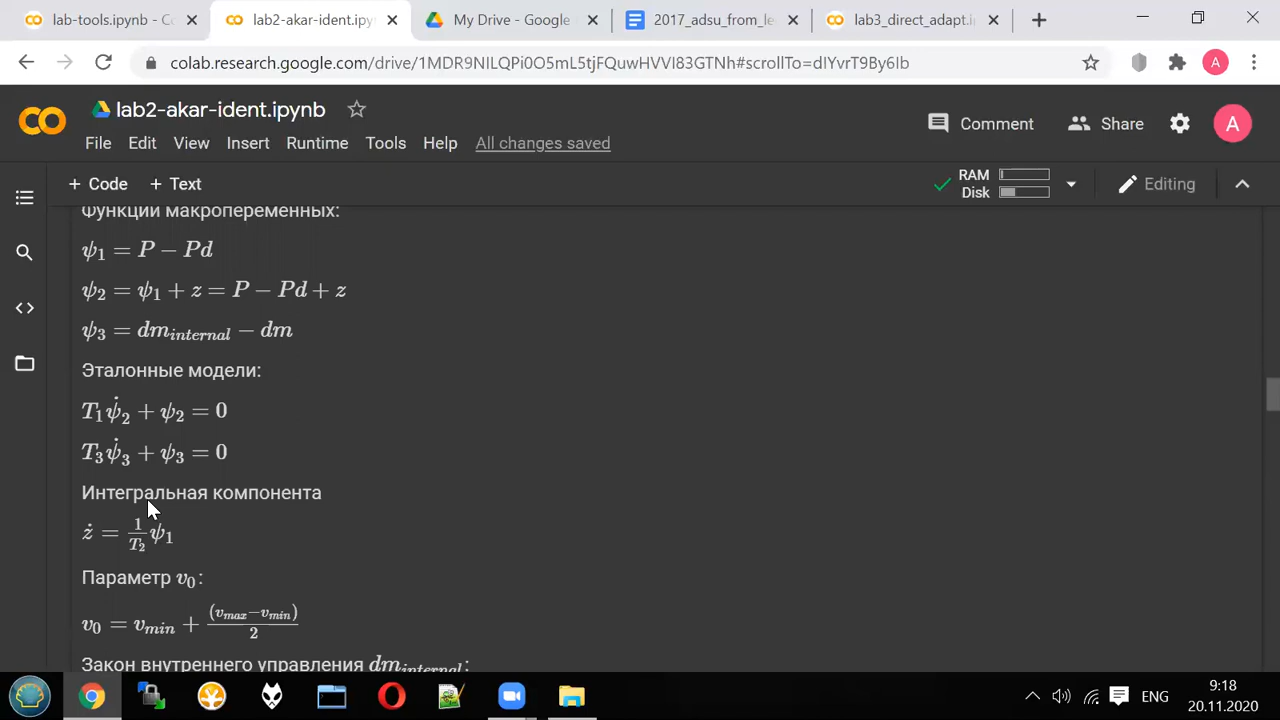 lab-tools.ipynb - Co
lab2-akar-ident.ipy
My Drive - Google
2017_adsu_from_le
lab3_direct_adapt.i
colab.research.google.com/drive/1MDR9NILQPi0O5mL5tjFQuwHVVI83GTNh#scrollTo=dIYvrT9By6Ib
A
lab2-akar-ident.ipynb
Comment
Share
A
File Edit View Insert Runtime Tools Help All changes saved
+ Code + Text
RAM
Disk
Editing
Функции макропеременных:
ψ₁ = P − Pd
ψ₂ = ψ₁ + z = P − Pd + z
ψ₃ = dm_internal − dm
Эталонные модели:
T₁ψ̇₂ + ψ₂ = 0
T₃ψ̇₃ + ψ₃ = 0
Интегральная компонента
ż = 1/T₂ ψ₁
Параметр v₀:
v₀ = v_min + (v_max−v_min)/2
Закон внутреннего управления dm_internal:
ENG
9:18
20.11.2020